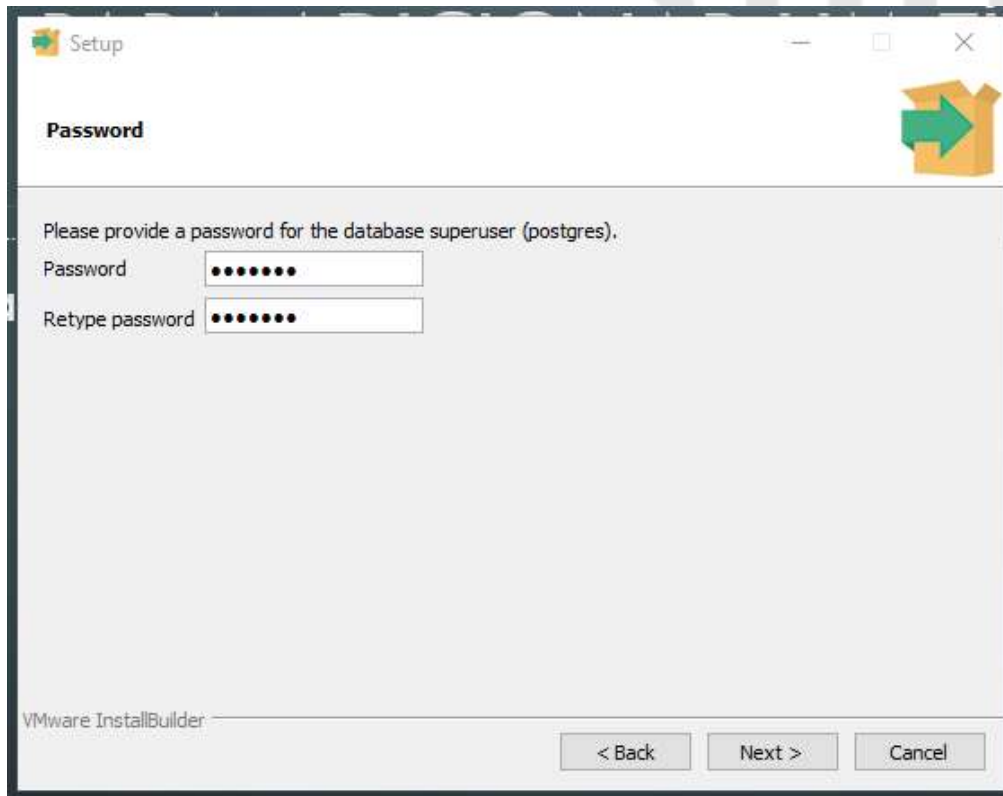 Setup
Password
Please provide a password for the database superuser (postgres).
Password •••••••
Retype password •••••••
VMware InstallBuilder
< Back Next > Cancel